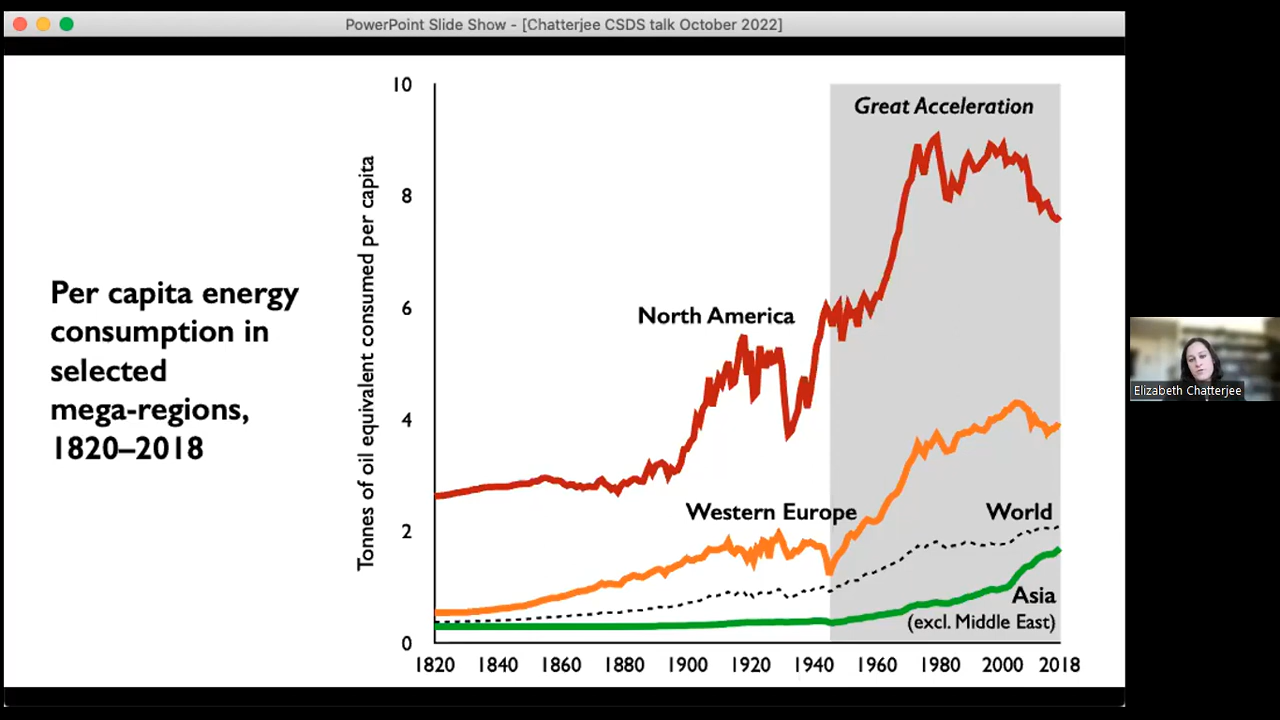 PowerPoint Slide Show - [Chatterjee CSDS talk October 2022]
Per capita energy
consumption in
selected
mega-regions,
1820–2018
Tonnes of oil equivalent consumed per capita
10
8
6
4
2
0
Great Acceleration
North America
Western Europe
World
Asia
(excl. Middle East)
1820 1840 1860 1880 1900 1920 1940 1960 1980 2000 2018
Elizabeth Chatterjee